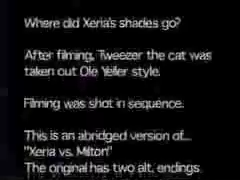 Where did Xeria's shades go?
After filming, Tweezer the cat was
taken out Ole Yeller style.
Filming was shot in sequence.
This is an abridged version of...
"Xeria vs. Milton"
The original has two alt. endings.